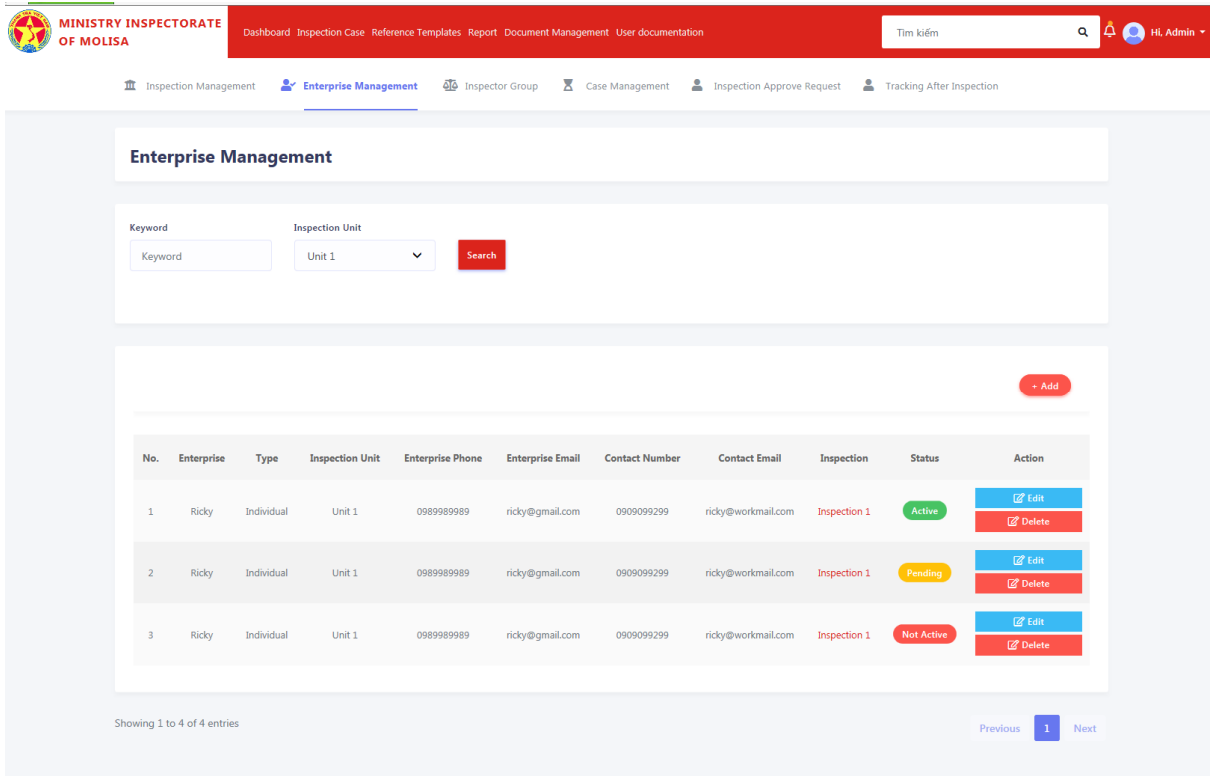 MINISTRY INSPECTORATE
OF MOLISA
Dashboard Inspection Case Reference Templates Report Document Management User documentation
Tìm kiếm
Hi, Admin
Inspection Management Enterprise Management Inspector Group Case Management Inspection Approve Request Tracking After Inspection
Enterprise Management
Keyword Inspection Unit
Keyword Unit 1 Search
+ Add
No. Enterprise Type Inspection Unit Enterprise Phone Enterprise Email Contact Number Contact Email Inspection Status Action
1 Ricky Individual Unit 1 0989989989 ricky@gmail.com 0909099299 ricky@workmail.com Inspection 1 Active Edit
Delete
2 Ricky Individual Unit 1 0989989989 ricky@gmail.com 0909099299 ricky@workmail.com Inspection 1 Pending Edit
Delete
3 Ricky Individual Unit 1 0989989989 ricky@gmail.com 0909099299 ricky@workmail.com Inspection 1 Not Active Edit
Delete
Showing 1 to 4 of 4 entries
Previous 1 Next